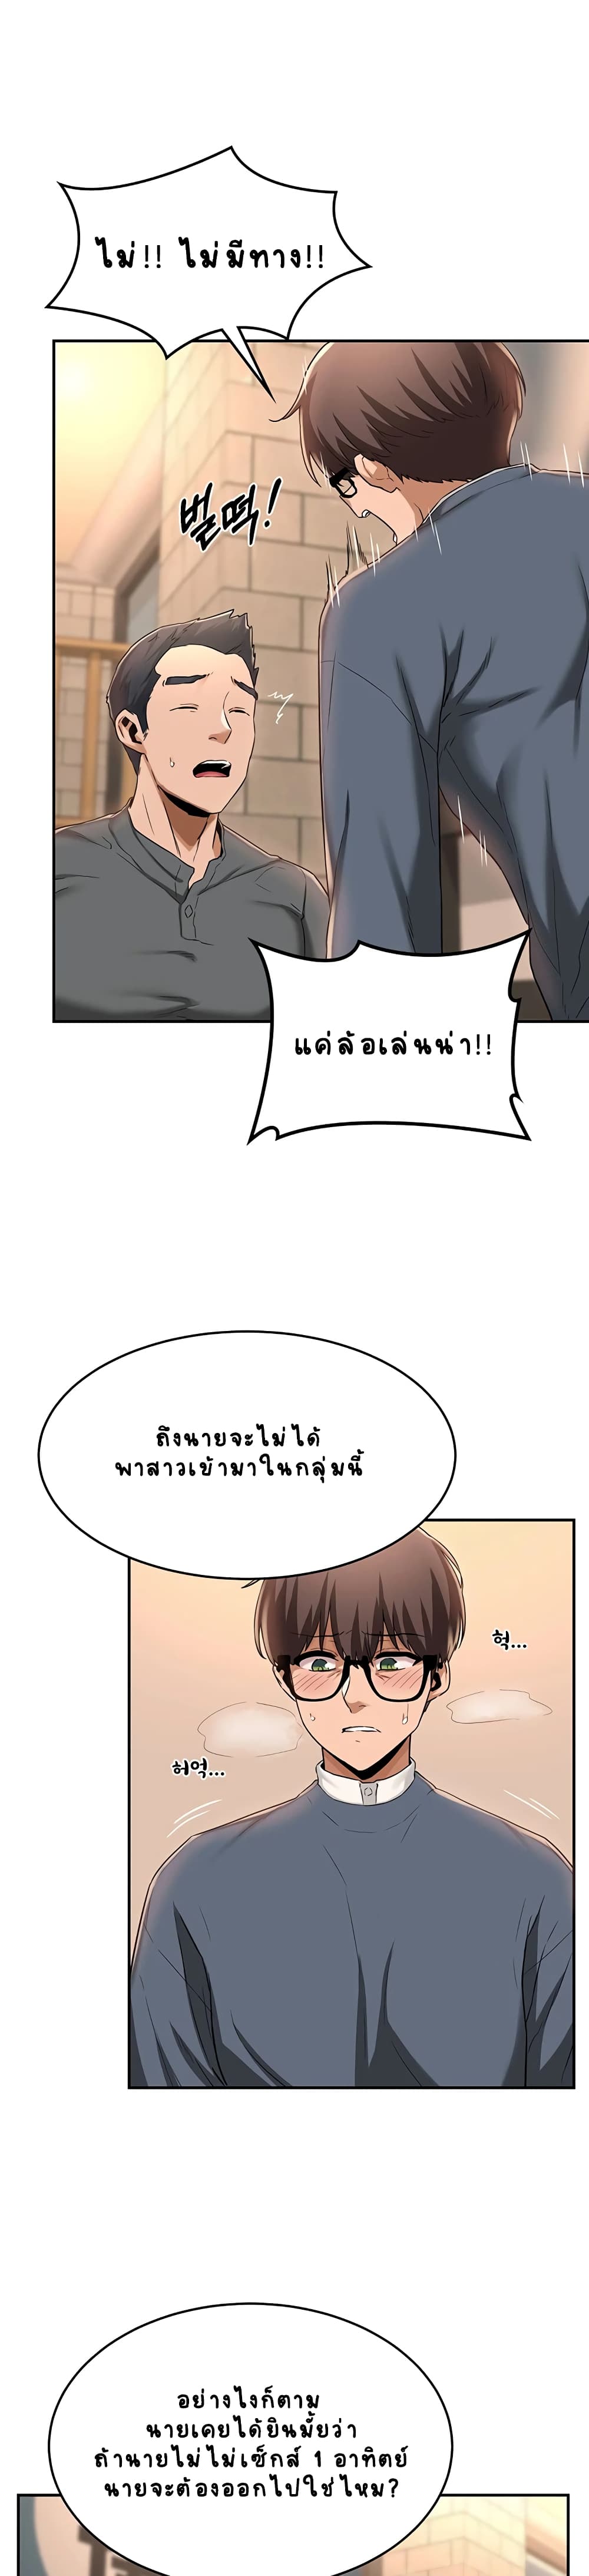 ไม่!! ไม่มีทาง!!
벌떡!
แค่ล้อเล่นน่า!!
ถึงนายจะไม่ได้
พาสาวเข้ามาในกลุ่มนี้
헉...
허억...
อย่างไงก็ตาม
นายเคยได้ยินมั้ยว่า
ถ้านายไม่ไม่เซ็กส์ 1 อาทิตย์
นายจะต้องออกไปใช่ไหม?